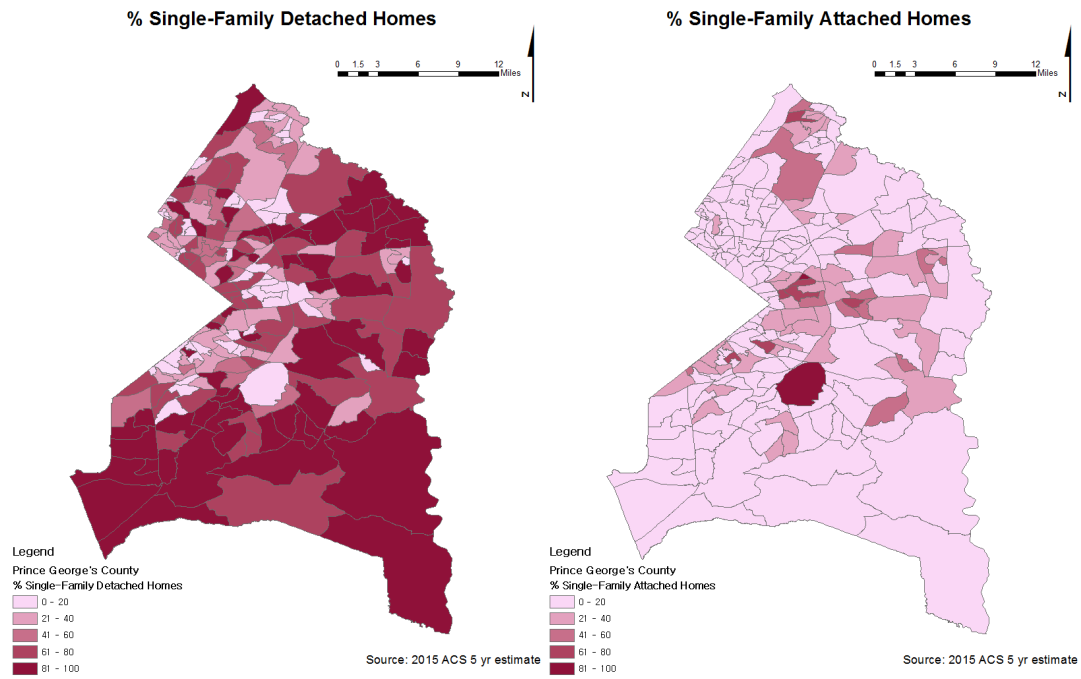 % Single-Family Detached Homes
0 1.5 3 6 9 12
Miles
N
Legend
Prince George's County
% Single-Family Detached Homes
0 - 20
21 - 40
41 - 60
61 - 80
81 - 100
Source: 2015 ACS 5 yr estimate
% Single-Family Attached Homes
0 1.5 3 6 9 12
Miles
N
Legend
Prince George's County
% Single-Family Attached Homes
0 - 20
21 - 40
41 - 60
61 - 80
81 - 100
Source: 2015 ACS 5 yr estimate